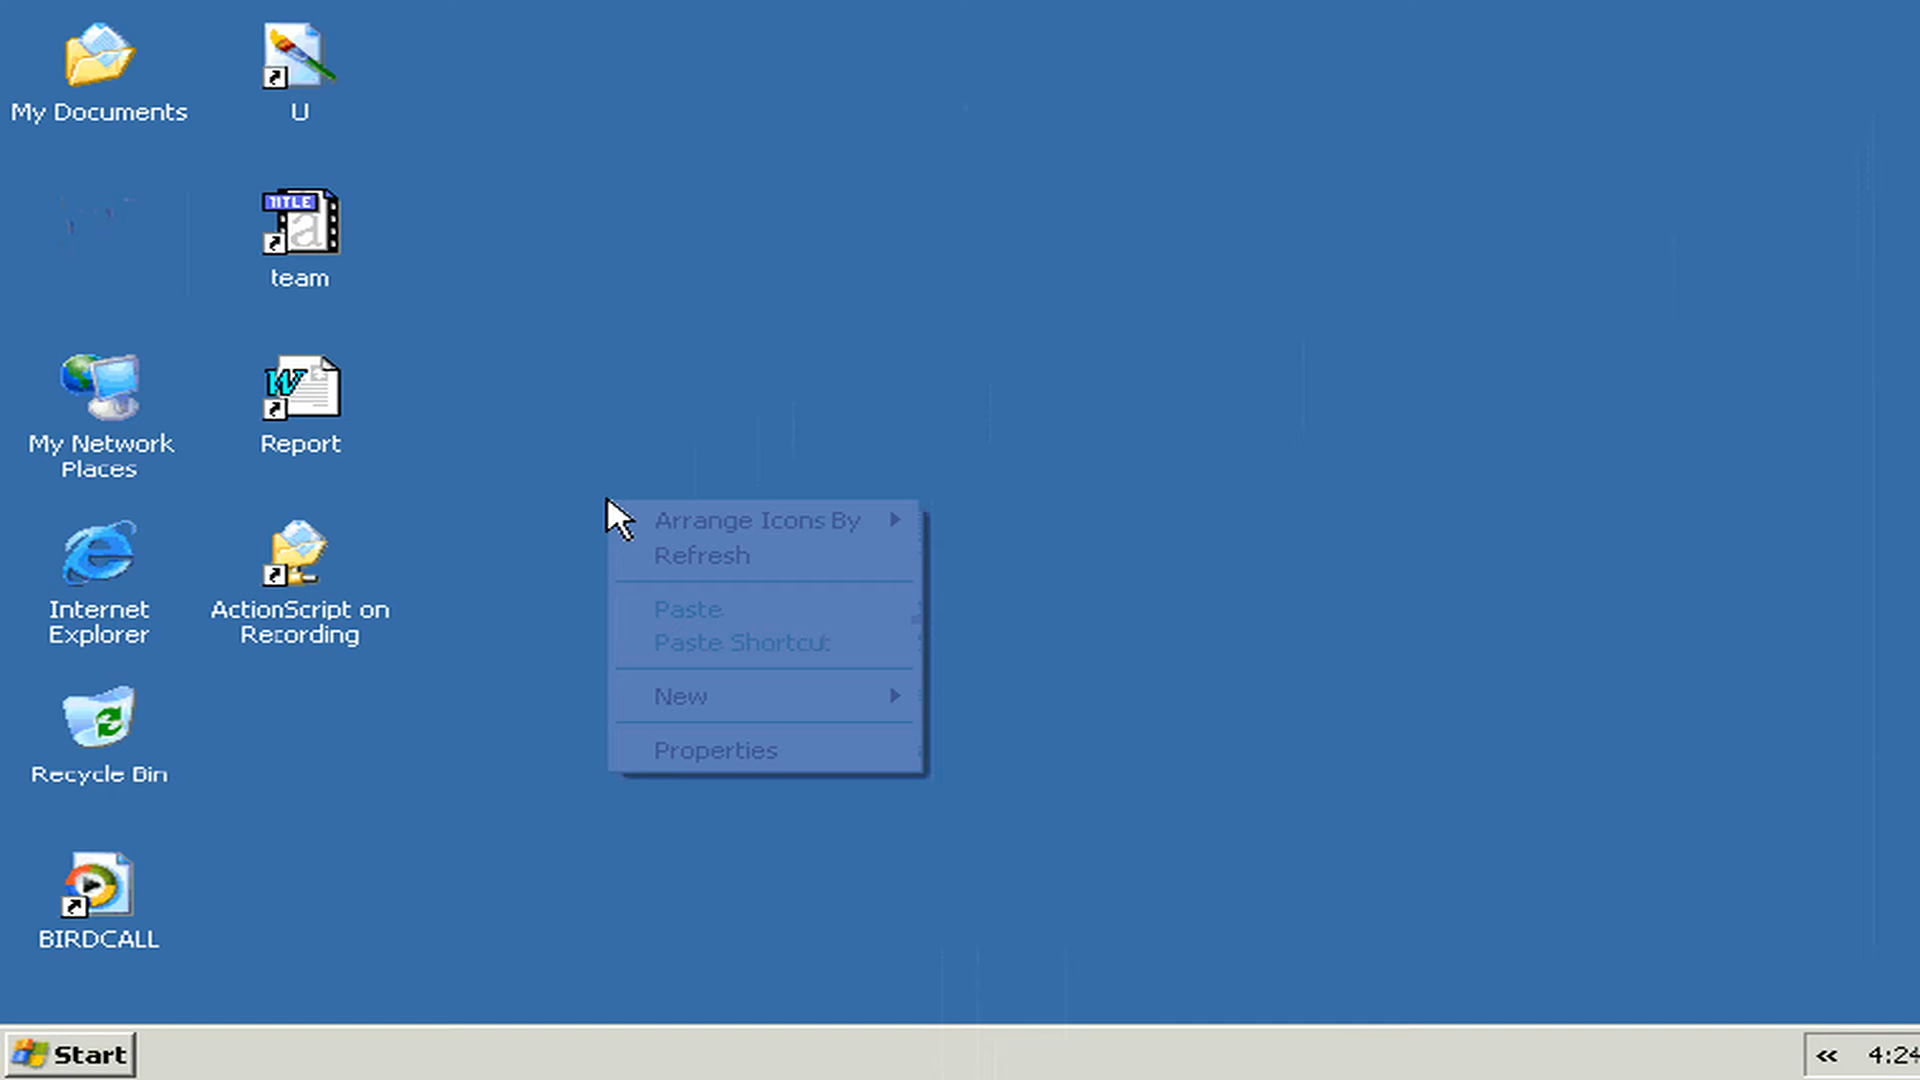 My Documents
U
TITLE
a
team
W
My Network
Places
Report
Internet
Explorer
ActionScript on
Recording
Recycle Bin
BIRDCALL
Arrange Icons By
Refresh
Paste
Paste Shortcut
New
Properties
Start
« 4:24